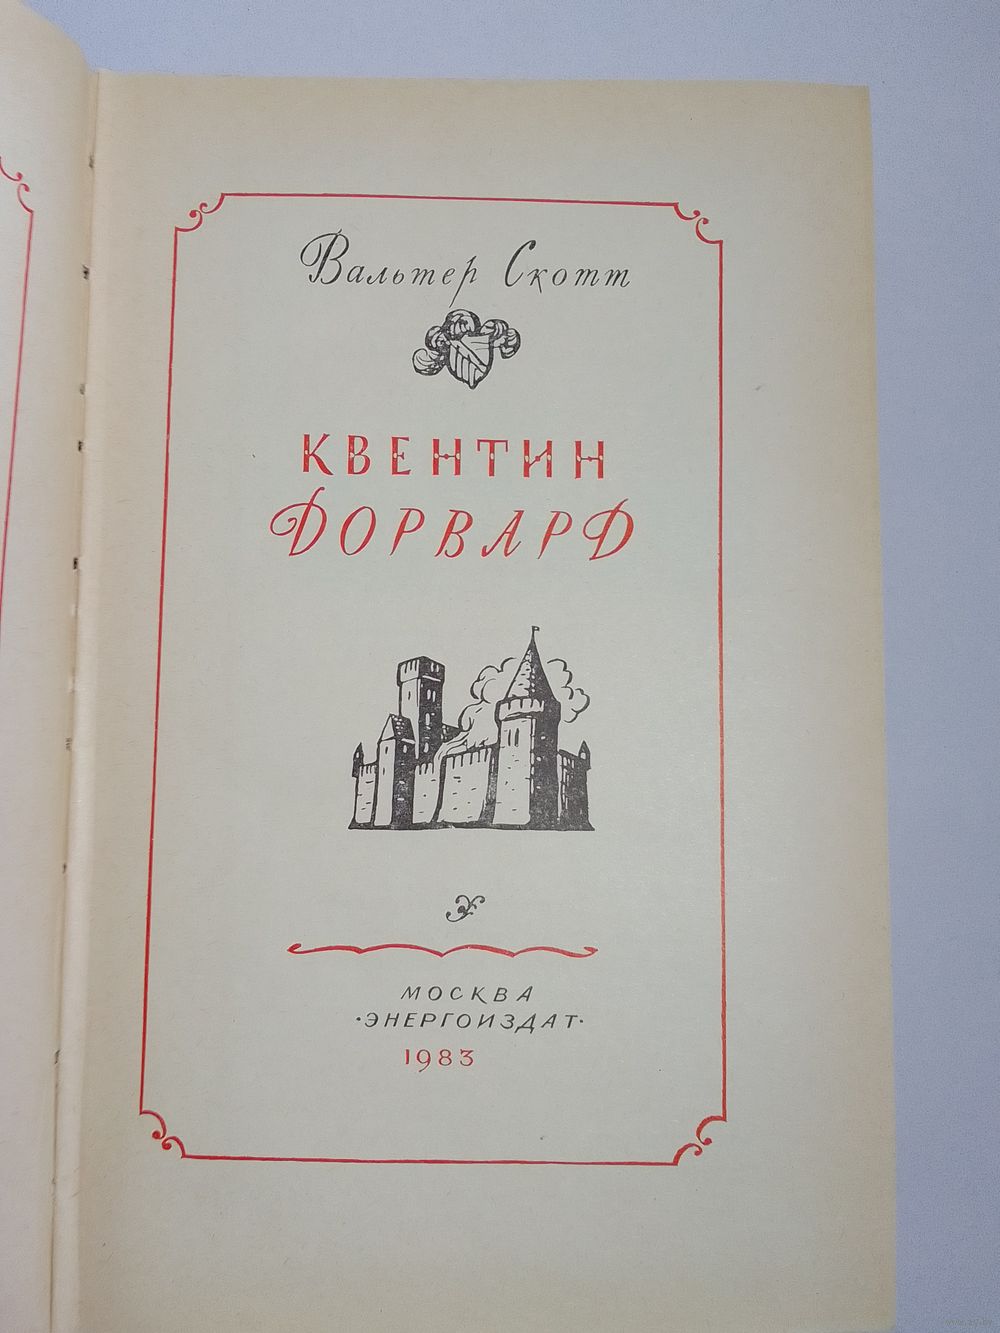 Вальтер Скотт
КВЕНТИН
ДОРВАРД
МОСКВА
·ЭНЕРГОИЗДАТ·
1983